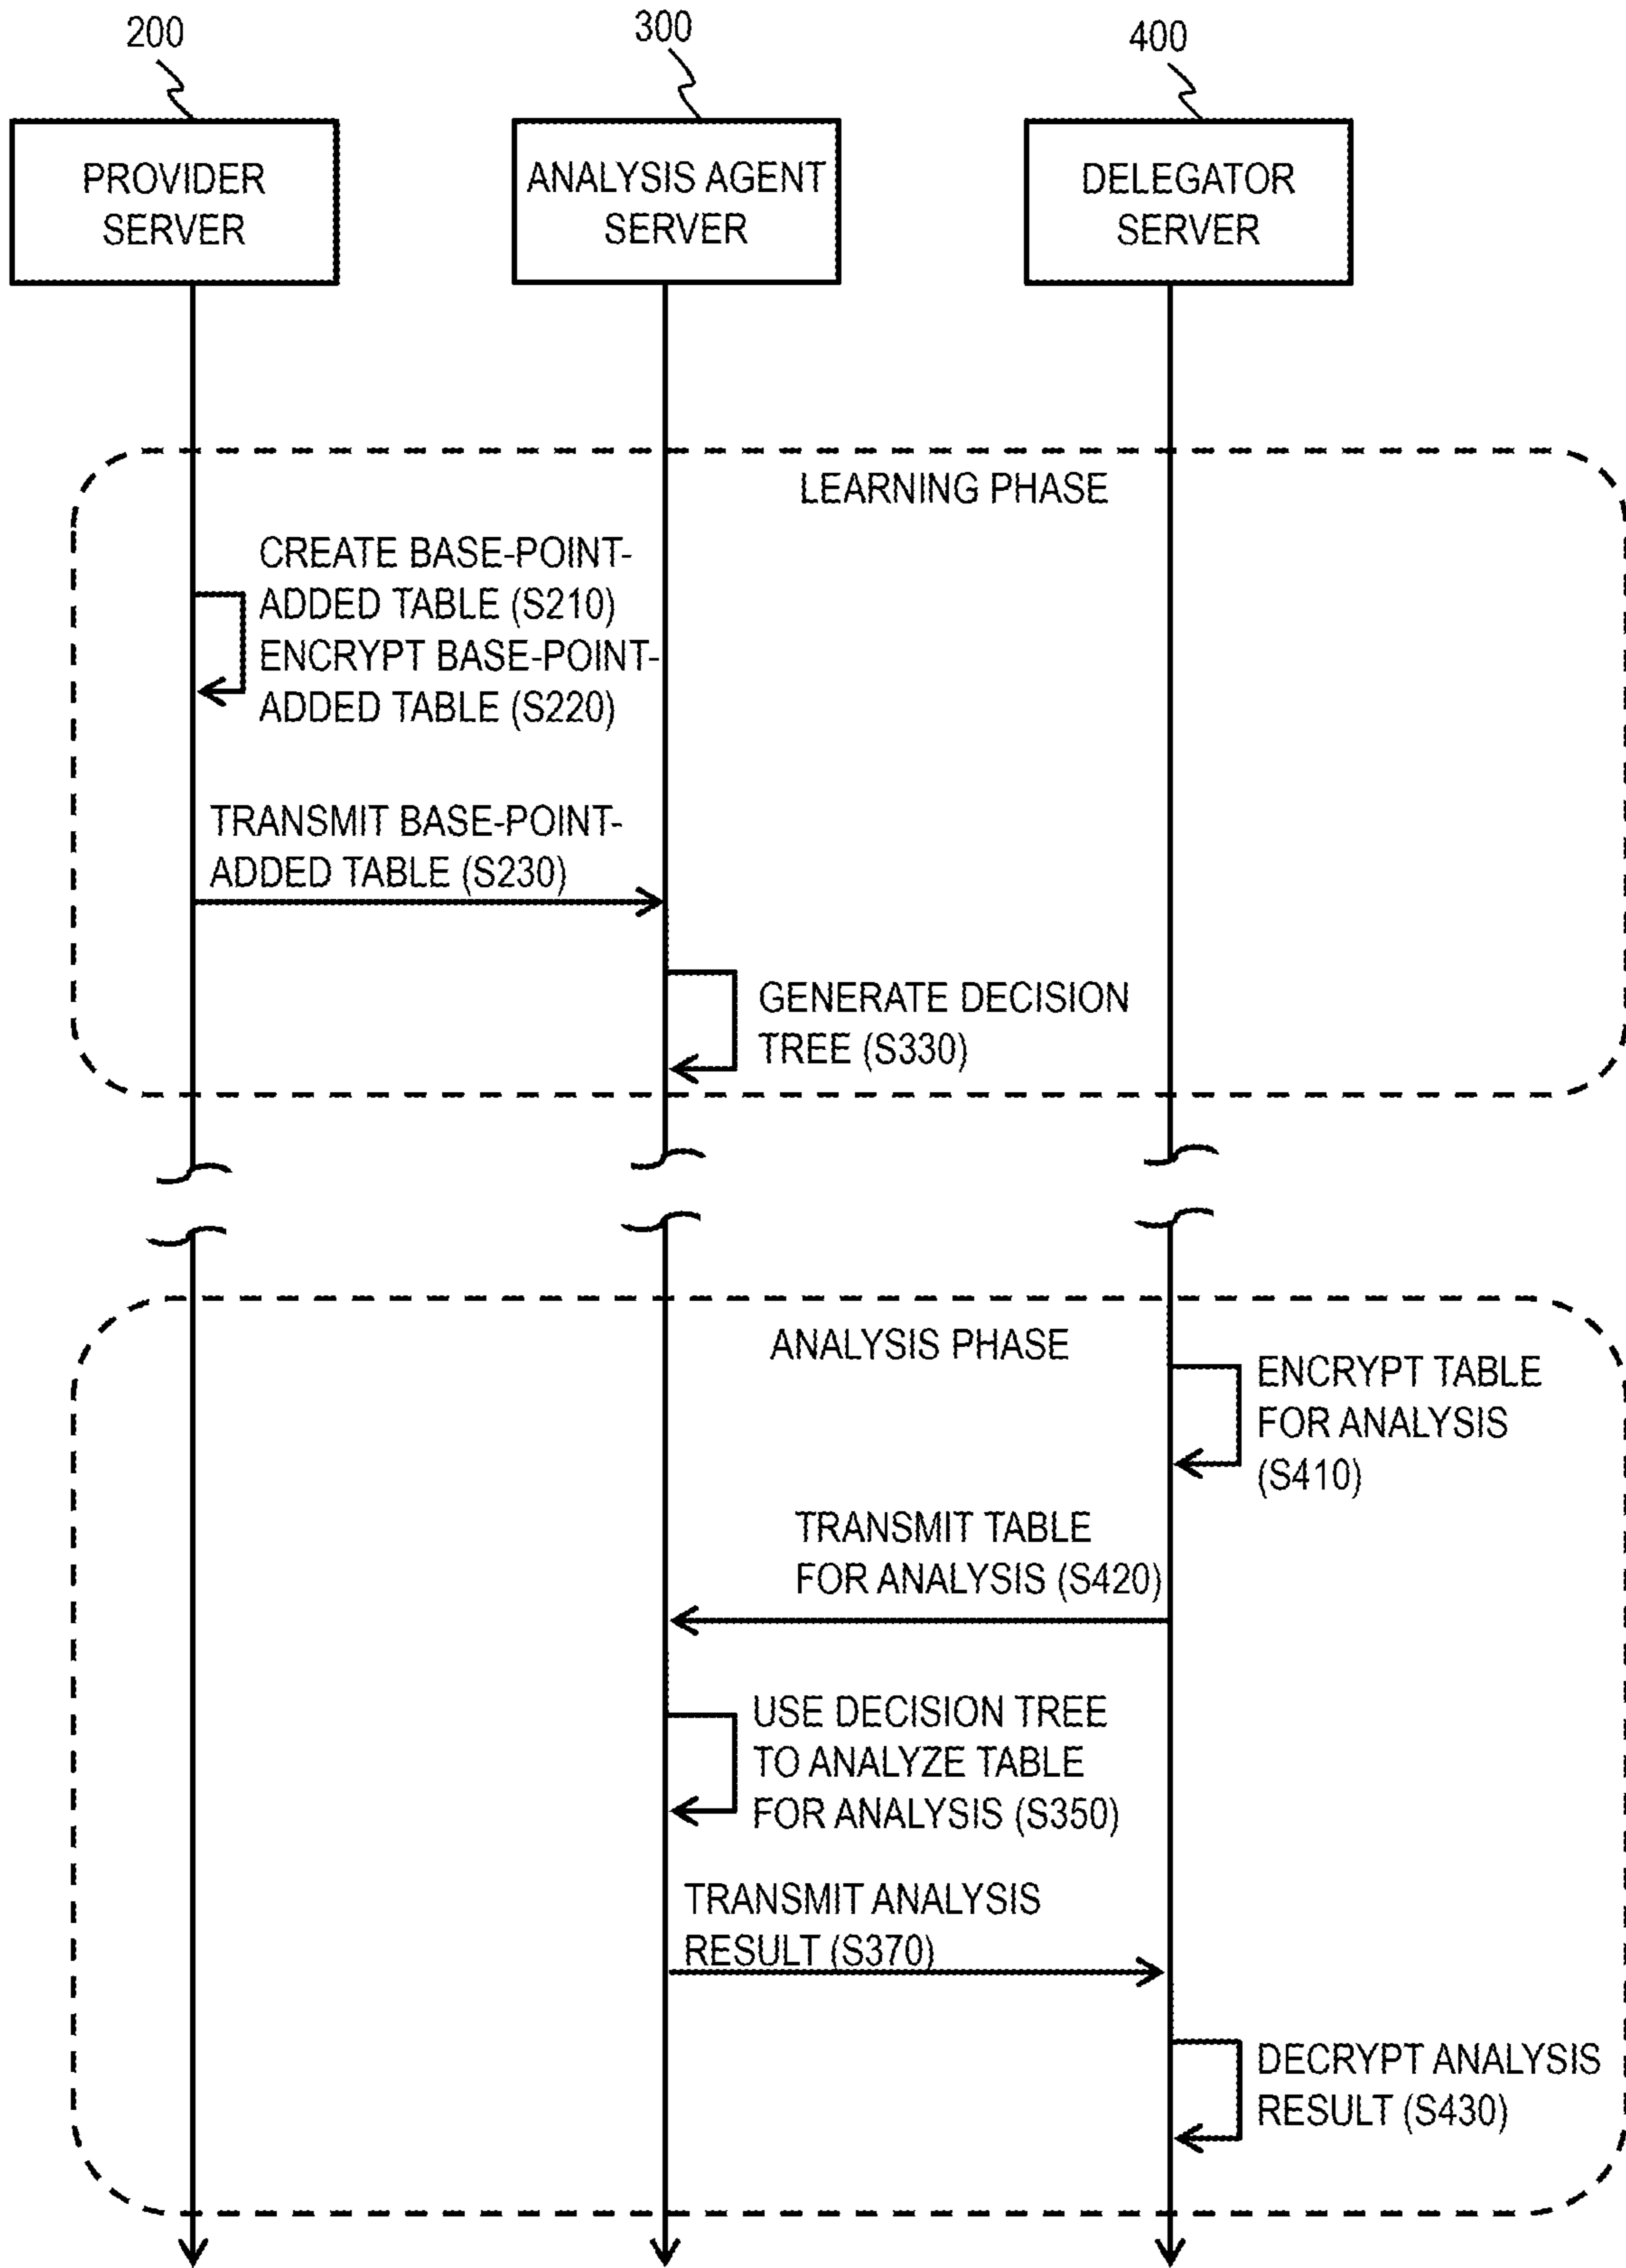 200
300
400
PROVIDER
SERVER
ANALYSIS AGENT
SERVER
DELEGATOR
SERVER
LEARNING PHASE
CREATE BASE-POINT-
ADDED TABLE (S210)
ENCRYPT BASE-POINT-
ADDED TABLE (S220)
TRANSMIT BASE-POINT-
ADDED TABLE (S230)
GENERATE DECISION
TREE (S330)
ANALYSIS PHASE
ENCRYPT TABLE
FOR ANALYSIS
(S410)
TRANSMIT TABLE
FOR ANALYSIS (S420)
USE DECISION TREE
TO ANALYZE TABLE
FOR ANALYSIS (S350)
TRANSMIT ANALYSIS
RESULT (S370)
DECRYPT ANALYSIS
RESULT (S430)